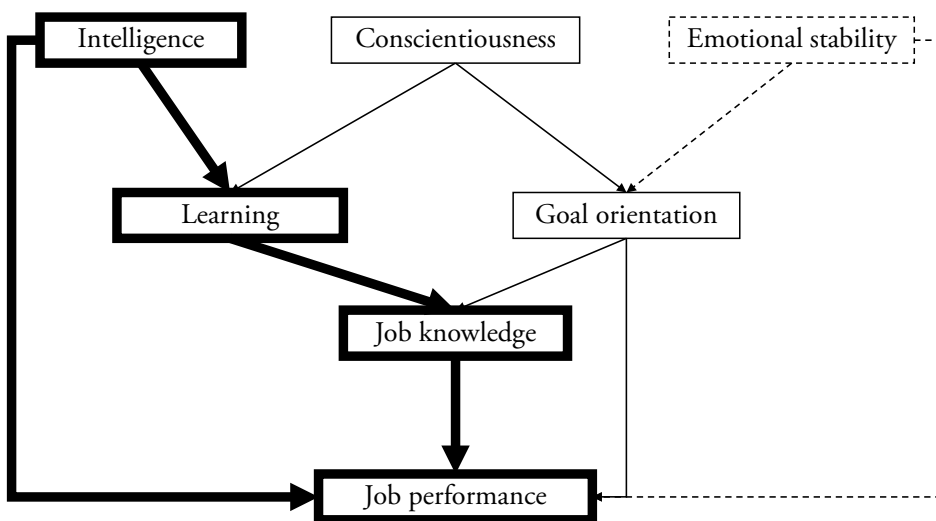 Intelligence
Conscientiousness
Emotional stability
Learning
Goal orientation
Job knowledge
Job performance